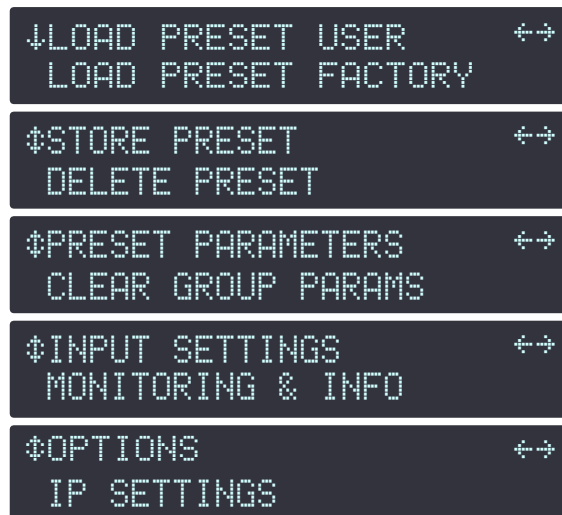 ↓LOAD PRESET USER ←→
LOAD PRESET FACTORY
↕STORE PRESET ←→
DELETE PRESET
↕PRESET PARAMETERS ←→
CLEAR GROUP PARAMS
↕INPUT SETTINGS ←→
MONITORING & INFO
↕OPTIONS ←→
IP SETTINGS